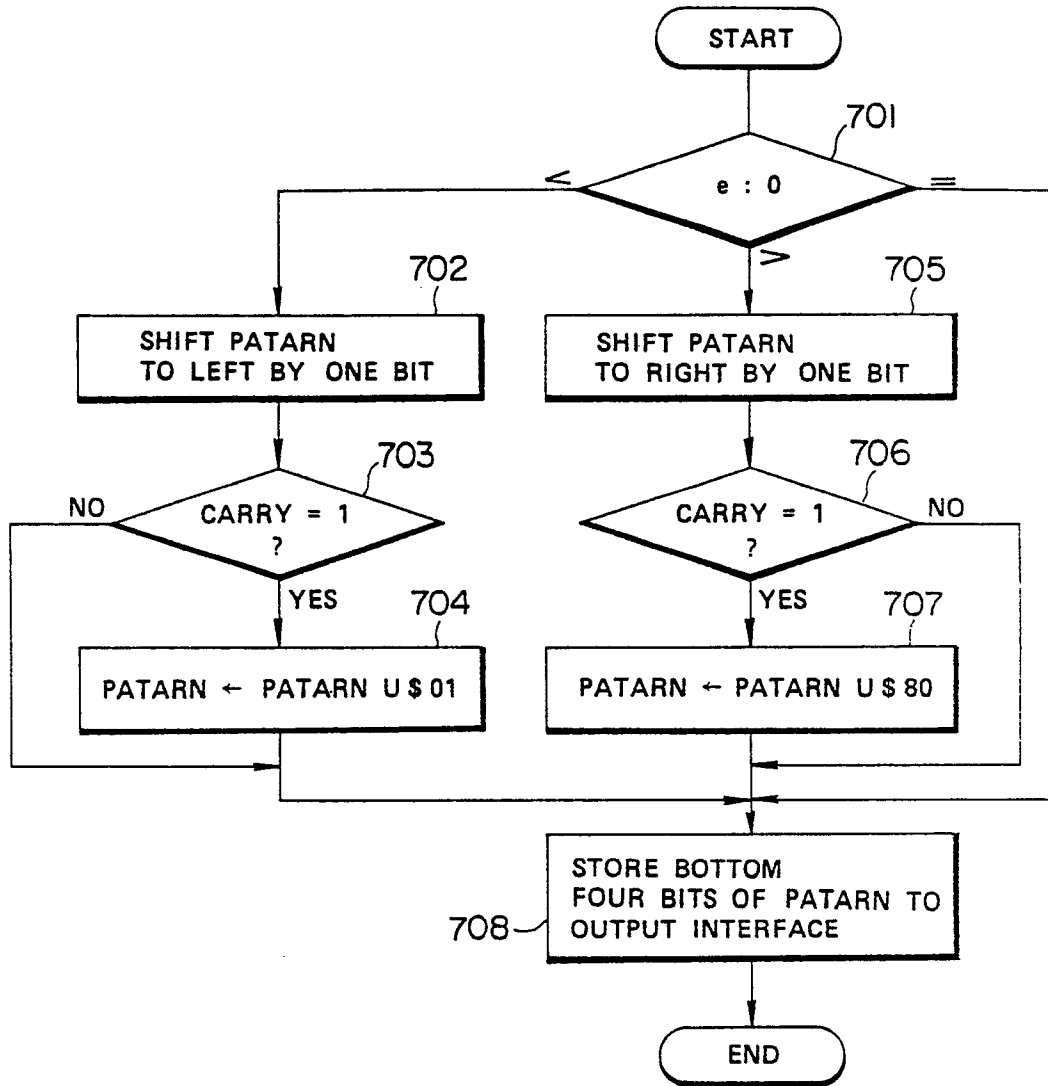 START
701
e : 0
<
=
>
702
SHIFT PATARN
TO LEFT BY ONE BIT
705
SHIFT PATARN
TO RIGHT BY ONE BIT
703
CARRY = 1
?
NO
YES
706
CARRY = 1
?
NO
YES
704
PATARN ← PATARN U $ 01
707
PATARN ← PATARN U $ 80
STORE BOTTOM
FOUR BITS OF PATARN TO
OUTPUT INTERFACE
708
END